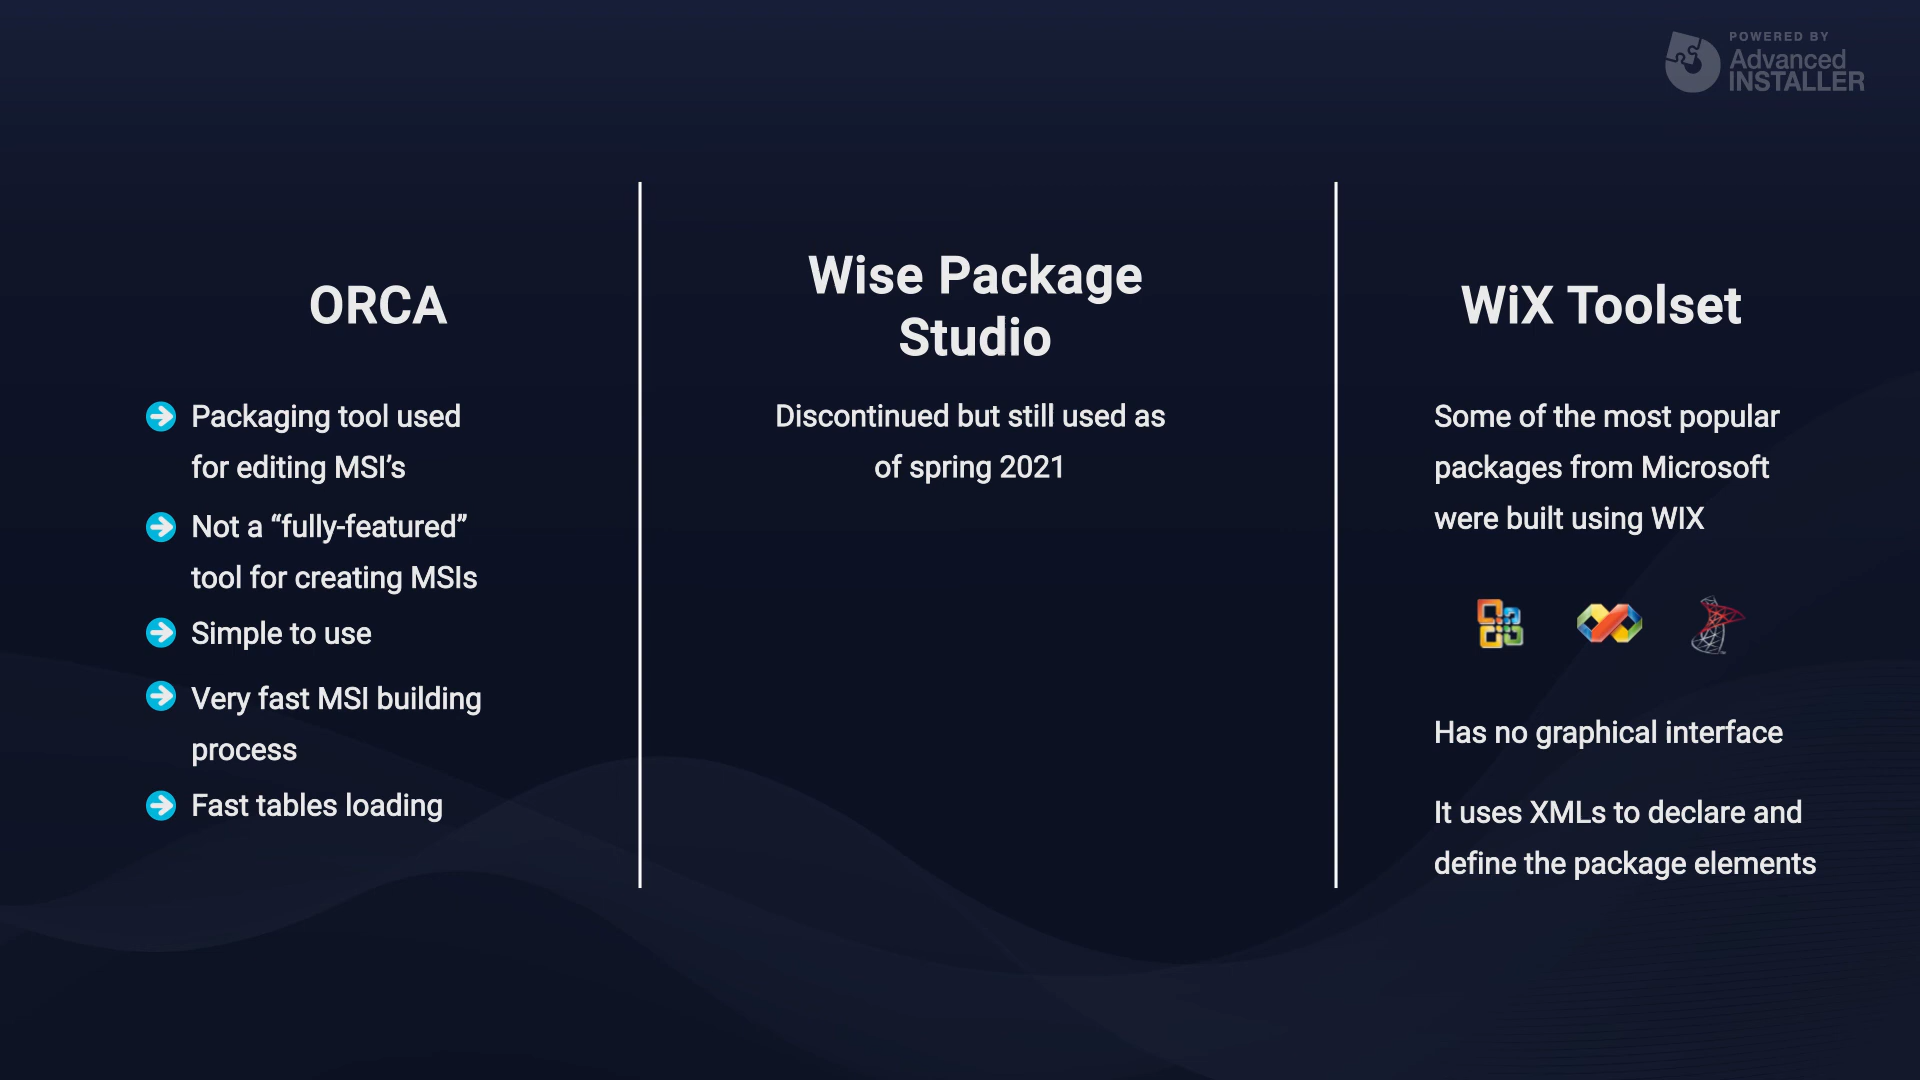 POWERED BY
Advanced
INSTALLER
ORCA
Packaging tool used
for editing MSI’s
Not a “fully-featured”
tool for creating MSIs
Simple to use
Very fast MSI building
process
Fast tables loading
Wise Package
Studio
Discontinued but still used as
of spring 2021
WiX Toolset
Some of the most popular
packages from Microsoft
were built using WIX
Has no graphical interface
It uses XMLs to declare and
define the package elements